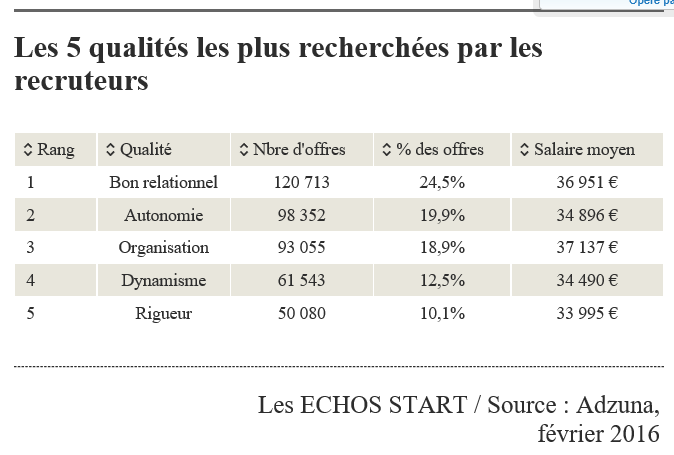 Opère pa
Les 5 qualités les plus recherchées par les
recruteurs
Rang Qualité Nbre d'offres % des offres Salaire moyen
1 Bon relationnel 120 713 24,5% 36 951 €
2 Autonomie 98 352 19,9% 34 896 €
3 Organisation 93 055 18,9% 37 137 €
4 Dynamisme 61 543 12,5% 34 490 €
5 Rigueur 50 080 10,1% 33 995 €
Les ECHOS START / Source : Adzuna,
février 2016